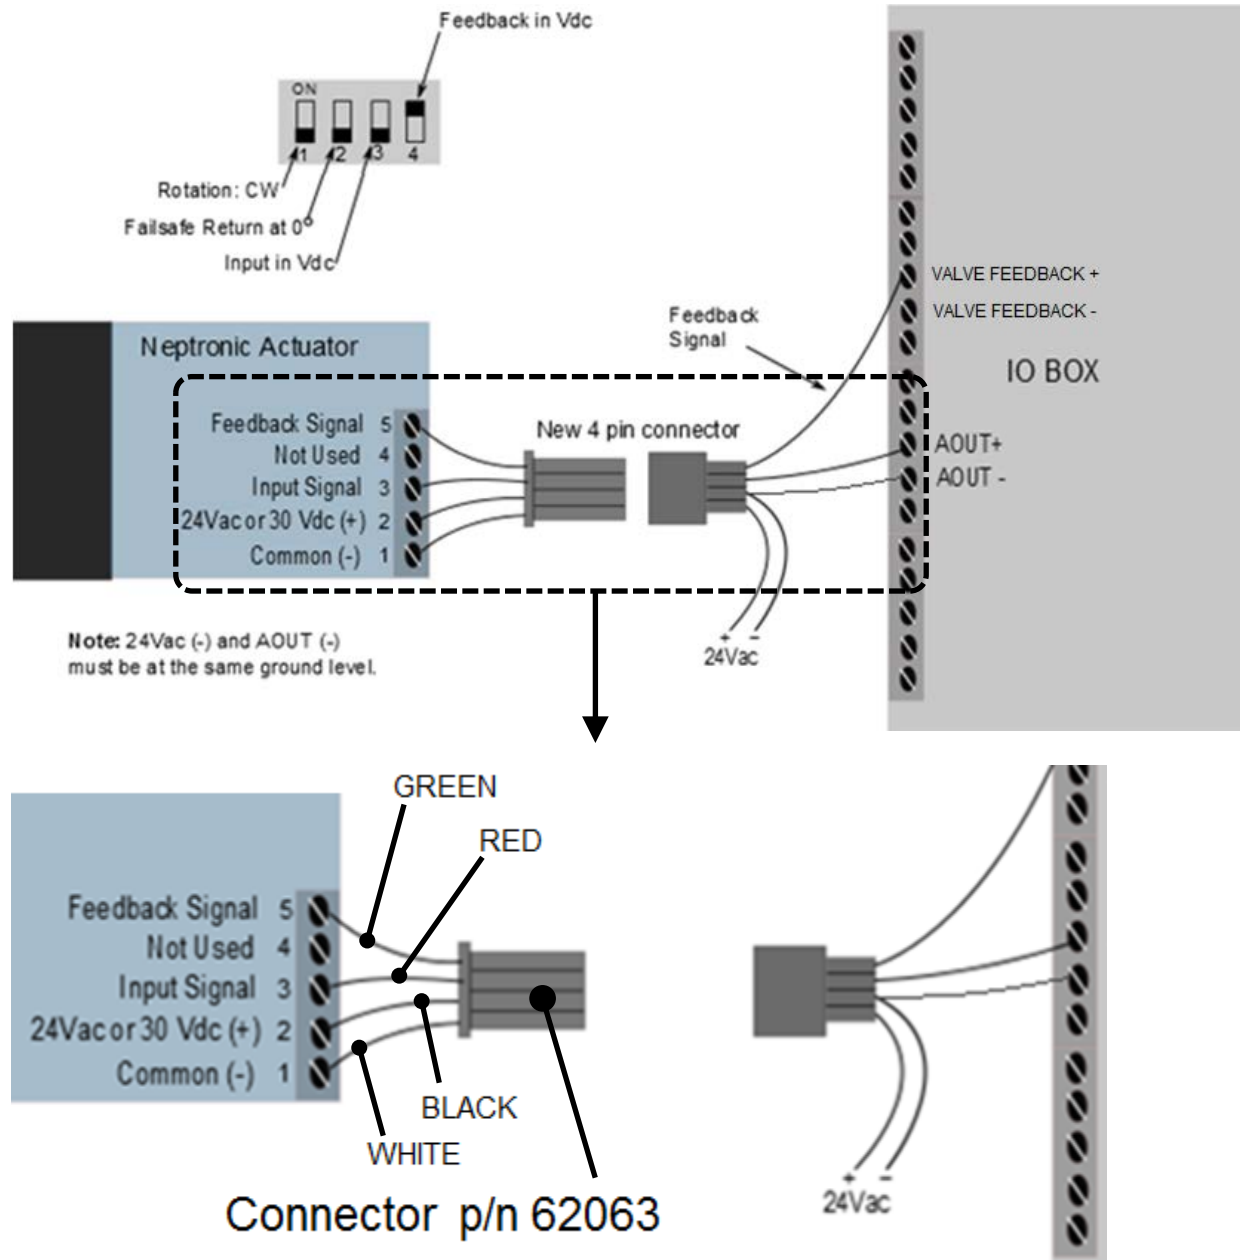 Feedback in Vdc
ON
1 2 3 4
Rotation: CW
Failsafe Return at 0°
Input in Vdc
VALVE FEEDBACK +
Feedback
Signal
VALVE FEEDBACK -
Neptronic Actuator
IO BOX
Feedback Signal 5
New 4 pin connector
Not Used 4
AOUT+
Input Signal 3
AOUT -
24Vac or 30 Vdc (+) 2
Common (-) 1
+ -
24Vac
Note: 24Vac (-) and AOUT (-)
must be at the same ground level.
GREEN
RED
Feedback Signal 5
Not Used 4
Input Signal 3
24Vac or 30 Vdc (+) 2
Common (-) 1
BLACK
WHITE
+ -
24Vac
Connector p/n 62063